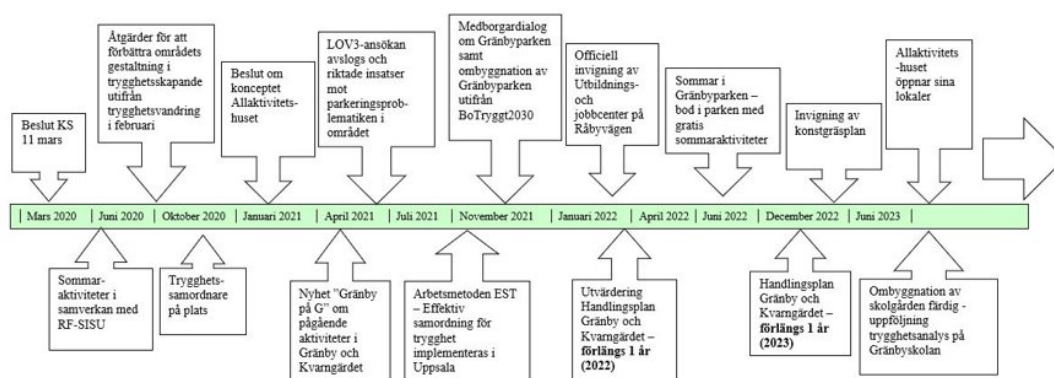 Beslut KS
11 mars
Åtgärder för att
förbättra områdets
gestaltning i
trygghetsskapande
utifrån
trygghetsvandring
i februari
Beslut om
konceptet
Allaktivitets-
huset
LOV3-ansökan
avslogs och
riktade insatser
mot
parkeringsprob-
lematiken i
området
Medborgardialog
om Gränbyparken
samt
ombyggnation av
Gränbyparken
utifrån
BoTryggt2030
Officiell
invigning av
Utbildnings-
och
jobbcenter på
Råbyvägen
Sommar i
Gränbyparken –
bod i parken med
gratis
sommaraktiviteter
Invigning av
konstgräsplan
Allaktivitets
-huset
öppnar sina
lokaler
Mars 2020
Juni 2020
Oktober 2020
Januari 2021
April 2021
Juli 2021
November 2021
Januari 2022
April 2022
Juni 2022
December 2022
Juni 2023
Sommar-
aktiviteter i
samverkan med
RF-SISU
Trygghets-
samordnare
på plats
Nyhet ”Gränby
på G” om
pågående
aktiviteter i
Gränby och
Kvarngärdet
Arbetsmetoden EST
– Effektiv
samordning för
trygghet
implementeras i
Uppsala
Utvärdering
Handlingsplan
Gränby och
Kvarngärdet –
förlängs 1 år
(2022)
Handlingsplan
Gränby och
Kvarngärdet –
förlängs 1 år
(2023)
Ombyggnation av
skolgården färdig -
uppföljning
trygghetsanalys på
Gränbyskolan